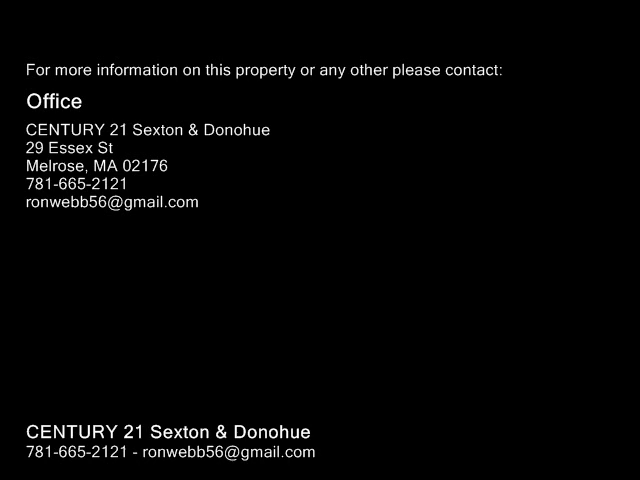 For more information on this property or any other please contact:
Office
CENTURY 21 Sexton & Donohue
29 Essex St
Melrose, MA 02176
781-665-2121
ronwebb56@gmail.com
CENTURY 21 Sexton & Donohue
781-665-2121 - ronwebb56@gmail.com